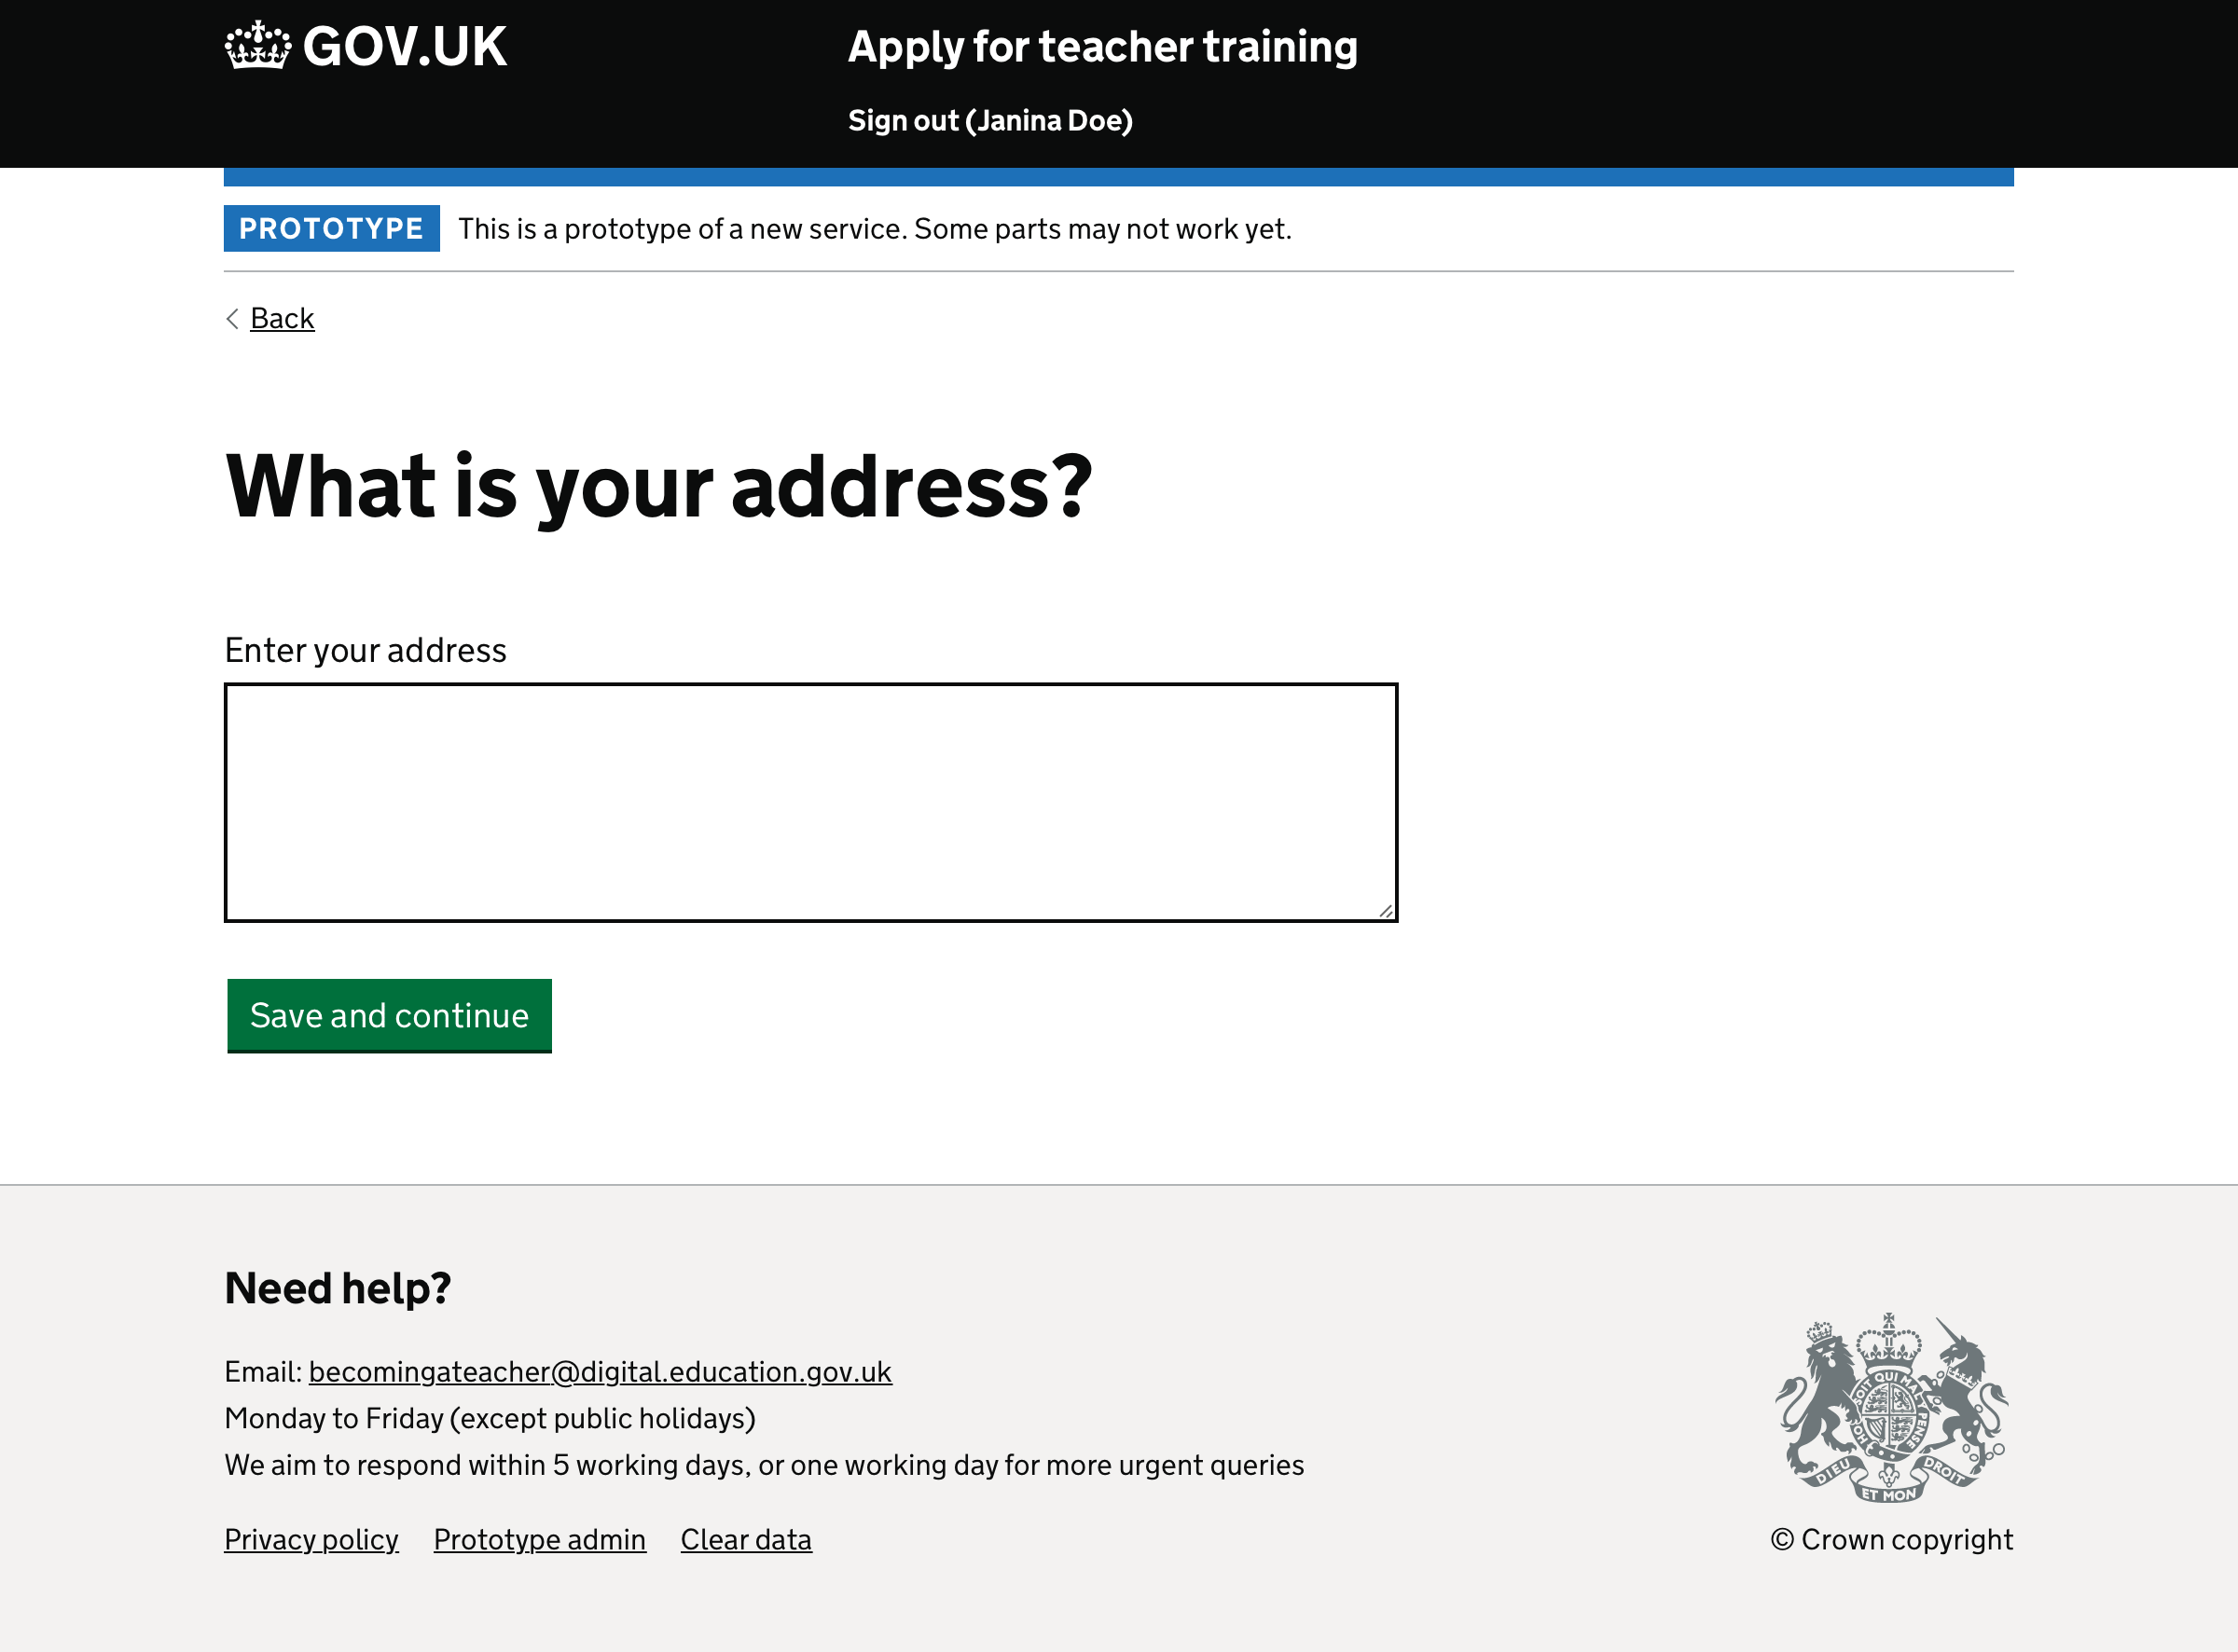 GOV.UK
Apply for teacher training
Sign out (Janina Doe)
PROTOTYPE This is a prototype of a new service. Some parts may not work yet.
Back
What is your address?
Enter your address
Save and continue
Need help?
Email: becomingateacher@digital.education.gov.uk
Monday to Friday (except public holidays)
We aim to respond within 5 working days, or one working day for more urgent queries
SOIT QUI MAL PENSE
HO
DIEU ET MON DROIT
Privacy policy Prototype admin Clear data
© Crown copyright